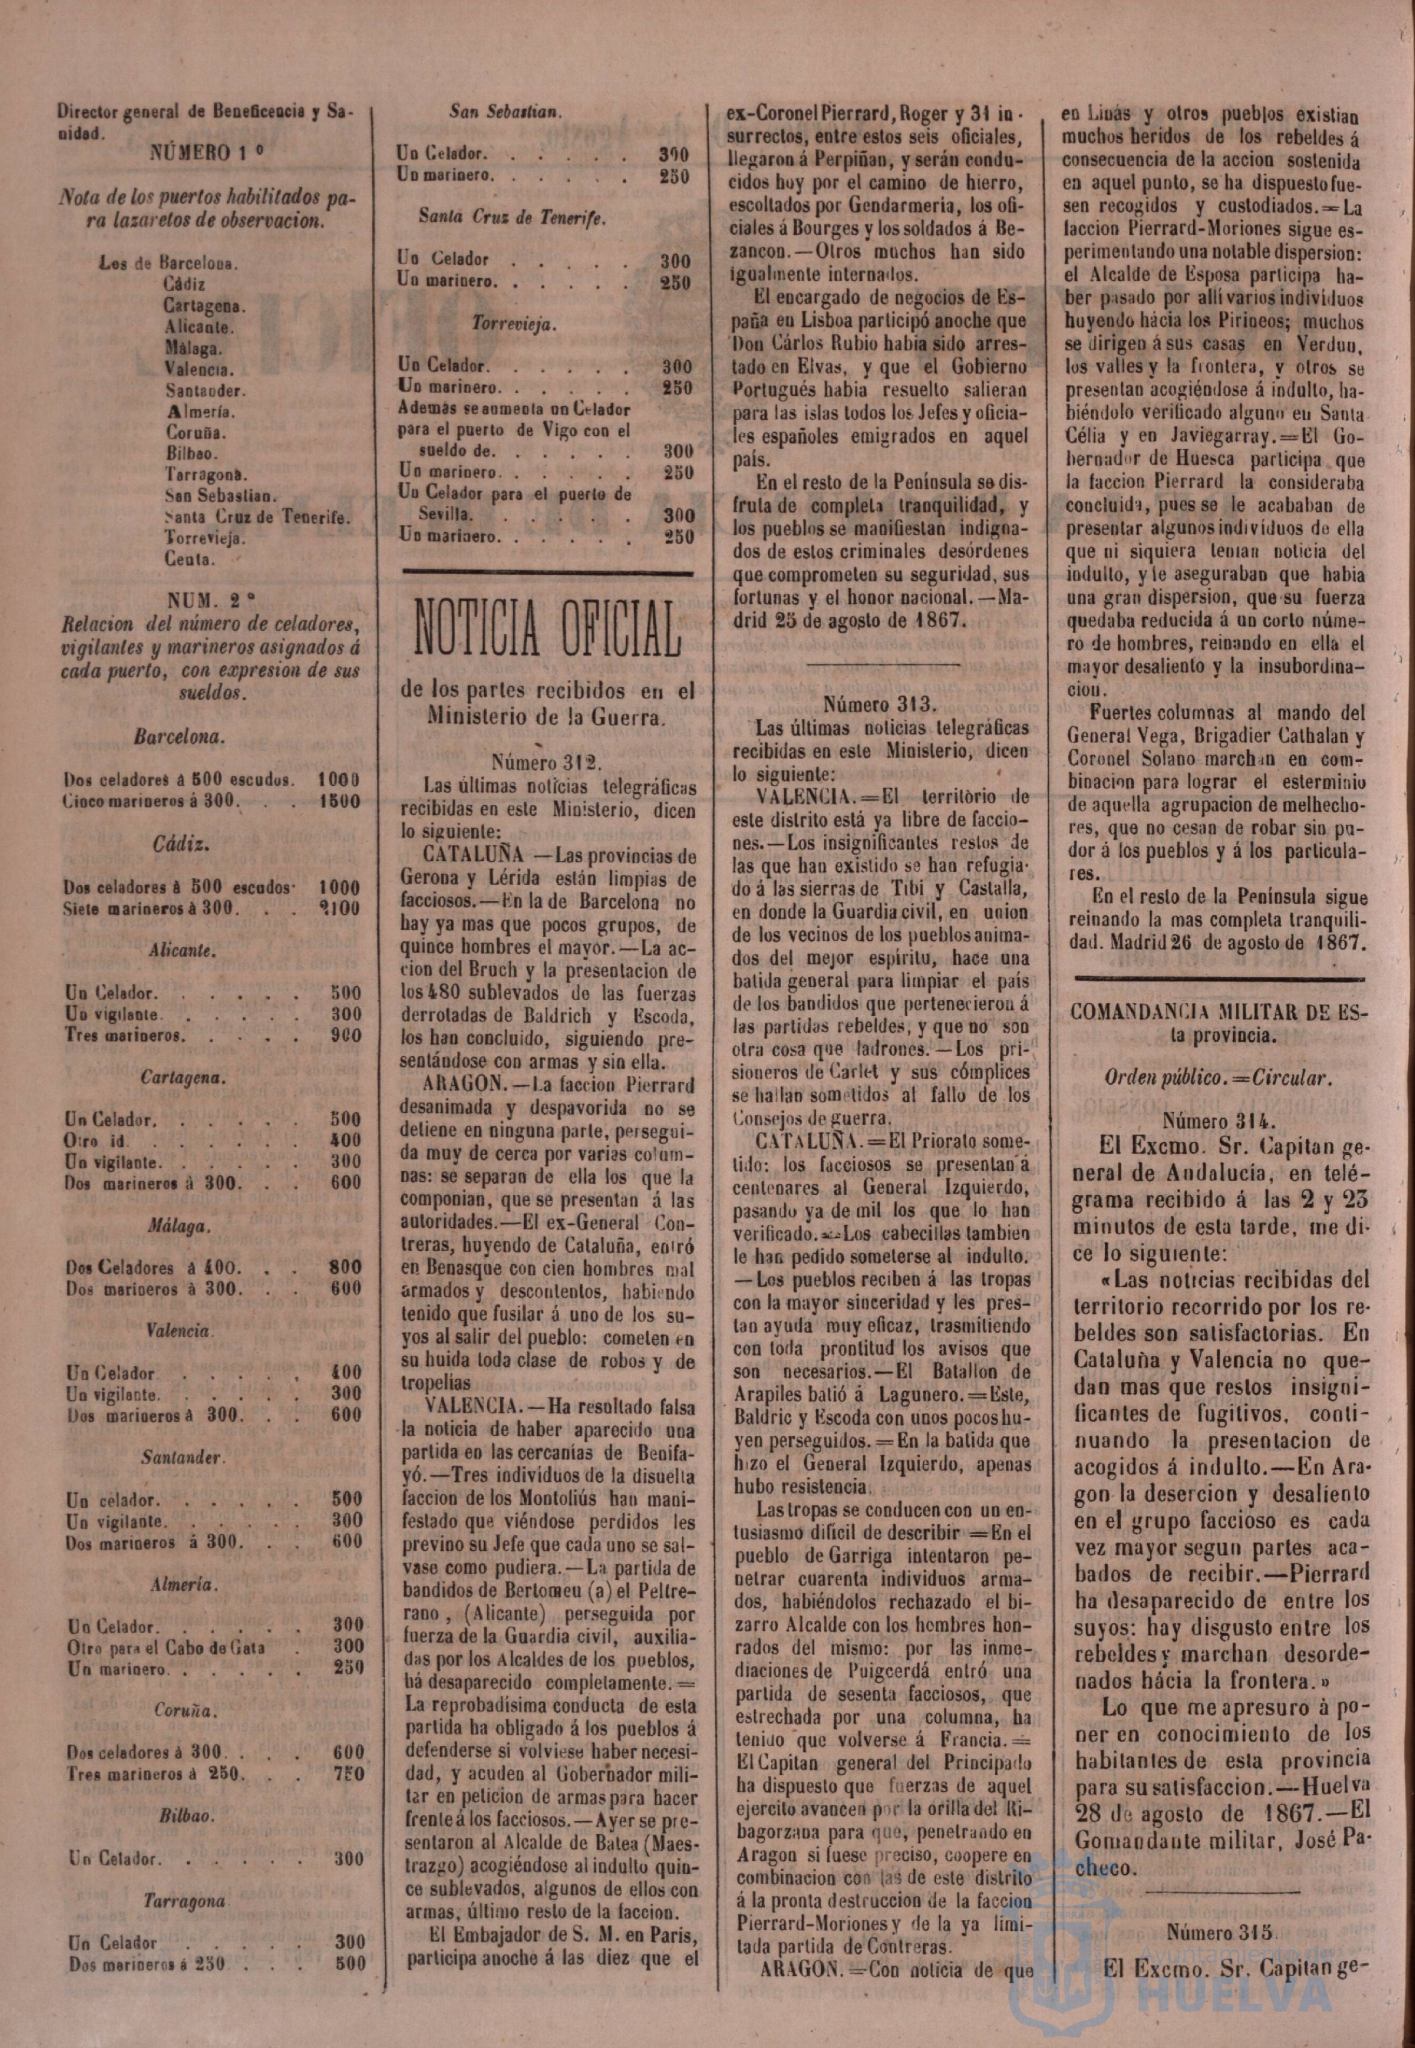 Director general de Beneficencia y Sa-
nidad.
NÚMERO 1 º
Nota de los puertos habilitados pa-
ra lazaretos de observacion.
Los de Barcelona.
Cádiz
Cartagena.
Alicante.
Málaga.
Valencia.
Santander.
Almería.
Coruña.
Bilbao.
Tarragona.
San Sebastian.
Santa Cruz de Tenerife.
Torrevieja.
Ceuta.
NUM. 2 º
Relacion del número de celadores,
vigilantes y marineros asignados á
cada puerto, con expresion de sus
sueldos.
Barcelona.
Dos celadores á 500 escudos. 1000
Cinco marineros á 300. . . 1500
Cádiz.
Dos celadores á 500 escudos· 1000
Siete marineros á 300. . . 2100
Alicante.
Un Celador. . . . . . 500
Un vigilante. . . . . . 300
Tres marineros. . . . . 900
Cartagena.
Un Celador. . . . . . 500
Otro id. . . . . . . 400
Un vigilante. . . . . . 300
Dos marineros á 300. . . 600
Málaga.
Dos Celadores á 400. . . 800
Dos marineros á 300. . . 600
Valencia.
Un Celador . . . . . 400
Un vigilante. . . . . . 300
Dos marineros á 300. . . 600
Santander.
Un celador. . . . . . 500
Un vigilante. . . . . . 300
Dos marineros á 300. . . 600
Almería.
Un Celador. . . . . . 300
Otro para el Cabo de Gata . 300
Un marinero. . . . . . 250
Coruña.
Dos celadores á 300. . . . 600
Tres marineros á 250. . . 750
Bilbao.
Un Celador. . . . . . 300
Tarragona
Un Celador . . . . . 300
Dos marineros á 250 . . . 500
San Sebastian.
Un Celador. . . . . . 300
Un marinero. . . . . . 250
Santa Cruz de Tenerife.
Un Celador . . . . . 300
Un marinero. . . . . . 250
Torrevieja.
Un Celador. . . . . . 300
Un marinero. . . . . . 250
Además se aumenta un Celador
para el puerto de Vigo con el
sueldo de. . . . . . 300
Un marinero. . . . . . 250
Un Celador para el puerto de
Sevilla. . . . . . . 300
Un marinero. . . . . . 250
NOTICIA OFICIAL
de los partes recibidos en el
Ministerio de la Guerra.
Número 312.
Las últimas notícias telegráficas
recibidas en este Ministerio, dicen
lo siguiente:
CATALUÑA —Las provincias de
Gerona y Lérida están limpias de
facciosos.—En la de Barcelona no
hay ya mas que pocos grupos, de
quince hombres el mayor.—La ac-
cion del Bruch y la presentacion de
los 480 sublevados de las fuerzas
derrotadas de Baldrich y Escoda,
los han concluido, siguiendo pre-
sentándose con armas y sin ella.
ARAGON.—La faccion Pierrard
desanimada y despavorida no se
detiene en ninguna parte, persegui-
da muy de cerca por varias colum-
nas: se separan de ella los que la
componian, que se presentan á las
autoridades.—El ex-General Con-
treras, huyendo de Cataluña, entró
en Benasque con cien hombres mal
armados y descontentos, habiendo
tenido que fusilar á uno de los su-
yos al salir del pueblo: cometen en
su huida toda clase de robos y de
tropelias
VALENCIA.—Ha resultado falsa
la noticia de haber aparecido una
partida en las cercanías de Benifa-
yó.—Tres indivíduos de la disuelta
faccion de los Montoliús han mani-
festado que viéndose perdidos les
previno su Jefe que cada uno se sal-
vase como pudiera.—La partida de
bandidos de Bertomeu (a) el Peltre-
rano , (Alicante) perseguida por
fuerza de la Guardia civil, auxilia-
das por los Alcaldes de los pueblos,
há desaparecido completamente.=
La reprobadisima conducta de esta
partida ha obligado á los pueblos á
defenderse si volviese haber necesi-
dad, y acuden al Gobernador mili-
tar en peticion de armas para hacer
frente á los facciosos.—Ayer se pre-
sentaron al Alcalde de Batea (Maes-
trazgo) acogiéndose al indulto quin-
ce sublevados, algunos de ellos con
armas, último resto de la faccion.
El Embajador de S. M. en Paris,
participa anoche á las diez que el
ex-Coronel Pierrard, Roger y 31 in-
surrectos, entre estos seis oficiales,
llegaron á Perpiñan, y serán condu-
cidos hoy por el camino de hierro,
escoltados por Gendarmería, los ofi-
ciales á Bourges y los soldados á Be-
zancon.—Otros muchos han sido
igualmente internados.
El encargado de negocios de Es-
paña en Lisboa participó anoche que
Don Cárlos Rubio habia sido arres-
tado en Elvas, y que el Gobierno
Portugués habia resuelto salieran
para las islas todos los Jefes y oficia-
les españoles emigrados en aquel
país.
En el resto de la Península se dis-
fruta de completa tranquilidad, y
los pueblos se manifiestan indigna-
dos de estos criminales desórdenes
que comprometen su seguridad, sus
fortunas y el honor nacional.—Ma-
drid 25 de agosto de 1867.
Número 313.
Las últimas noticias telegráficas
recibidas en este Ministerio, dicen
lo siguiente:
VALENCIA.=El territòrio de
este distrito está ya libre de faccio-
nes.—Los insignificantes restos de
las que han existido se han refugia-
do á las sierras de Tibi y Castalla,
en donde la Guardia civil, en union
de los vecinos de los pueblos anima-
dos del mejor espíritu, hace una
batida general para limpiar el país
de los bandidos que pertenecieron á
las partidas rebeldes, y que no son
otra cosa que ladrones.—Los pri-
sioneros de Carlet y sus cómplices
se hallan sometidos al fallo de los
Consejos de guerra.
CATALUÑA.=El Priorato some-
tido: los facciosos se presentan á
centenares al General Izquierdo,
pasando ya de mil los que lo han
verificado.=Los cabecillas tambien
le han pedido someterse al indulto.
—Los pueblos reciben á las tropas
con la mayor sinceridad y les pres-
tan ayuda muy eficaz, trasmitiendo
con toda prontitud los avisos que
son necesarios.—El Batallon de
Arapiles batió á Lagunero.=Este,
Baldric y Escoda con unos pocos hu-
yen perseguidos.=En la batida que
hizo el General Izquierdo, apenas
hubo resistencia.
Las tropas se conducen con un en-
tusiasmo dificil de describir=En el
pueblo de Garriga intentaron pe-
netrar cuarenta individuos arma-
dos, habiéndolos rechazado el bi-
zarro Alcalde con los hombres hon-
rados del mismo: por las inme-
diaciones de Puigcerdá entró una
partida de sesenta facciosos, que
estrechada por una columna, ha
tenido que volverse á Francia.=
El Capitan general del Principado
ha dispuesto que fuerzas de aquel
ejercito avancen por la orilla del Ri-
bagorzana para que, penetrando en
Aragon si fuese preciso, coopere en
combinacion con las de este distrito
á la pronta destruccion de la faccion
Pierrard-Moriones y de la ya limi-
tada partida de Contreras.
ARAGON.=Con noticia de que
en Linás y otros pueblos existian
muchos heridos de los rebeldes á
consecuencia de la accion sostenida
en aquel punto, se ha dispuesto fue-
sen recogidos y custodiados.=La
faccion Pierrard-Moriones sigue es-
perimentando una notable dispersion:
el Alcalde de Esposa participa ha-
ber pasado por allí varios indivíduos
huyendo hácia los Pirineos; muchos
se dirigen á sus casas en Verdun,
los valles y la frontera, y otros se
presentan acogiéndose á indulto, ha-
biéndolo verificado alguno en Santa
Célia y en Javiegarray.=El Go-
bernador de Huesca participa que
la faccion Pierrard la consideraba
concluida, pues se le acababan de
presentar algunos indivíduos de ella
que ni siquiera tenian noticia del
indulto, y le aseguraban que habia
una gran dispersion, que su fuerza
quedaba reducida á un corto núme-
ro de hombres, reinando en ella el
mayor desaliento y la insubordina-
cion.
Fuertes columnas al mando del
General Vega, Brigadier Cathalan y
Coronel Solano marchan en com-
binacion para lograr el esterminio
de aquella agrupacion de melhecho-
res, que no cesan de robar sin pu-
dor á los pueblos y á los particula-
res.
En el resto de la Península sigue
reinando la mas completa tranquili-
dad. Madrid 26 de agosto de 1867.
COMANDANCIA MILITAR DE ES-
ta provincia.
Orden público.=Circular.
Número 314.
El Excmo. Sr. Capitan ge-
neral de Andalucía, en telé-
grama recibido á las 2 y 23
minutos de esta tarde, me di-
ce lo siguiente:
«Las noticias recibidas del
territorio recorrido por los re-
beldes son satisfactorias. En
Cataluña y Valencia no que-
dan mas que restos insigni-
ficantes de fugitivos, conti-
nuando la presentacion de
acogidos á indulto.—En Ara-
gon la desercion y desaliento
en el grupo faccioso es cada
vez mayor segun partes aca-
bados de recibir.—Pierrard
ha desaparecido de entre los
suyos: hay disgusto entre los
rebeldes y marchan desorde-
nados hácia la frontera.»
Lo que me apresuro á po-
ner en conocimiento de los
habitantes de esta provincia
para su satisfaccion.—Huelva
28 de agosto de 1867.—El
Gomandante militar, José Pa-
checo.
Número 315.
El Excmo. Sr. Capitan ge-
Ayuntamiento de
HUELVA